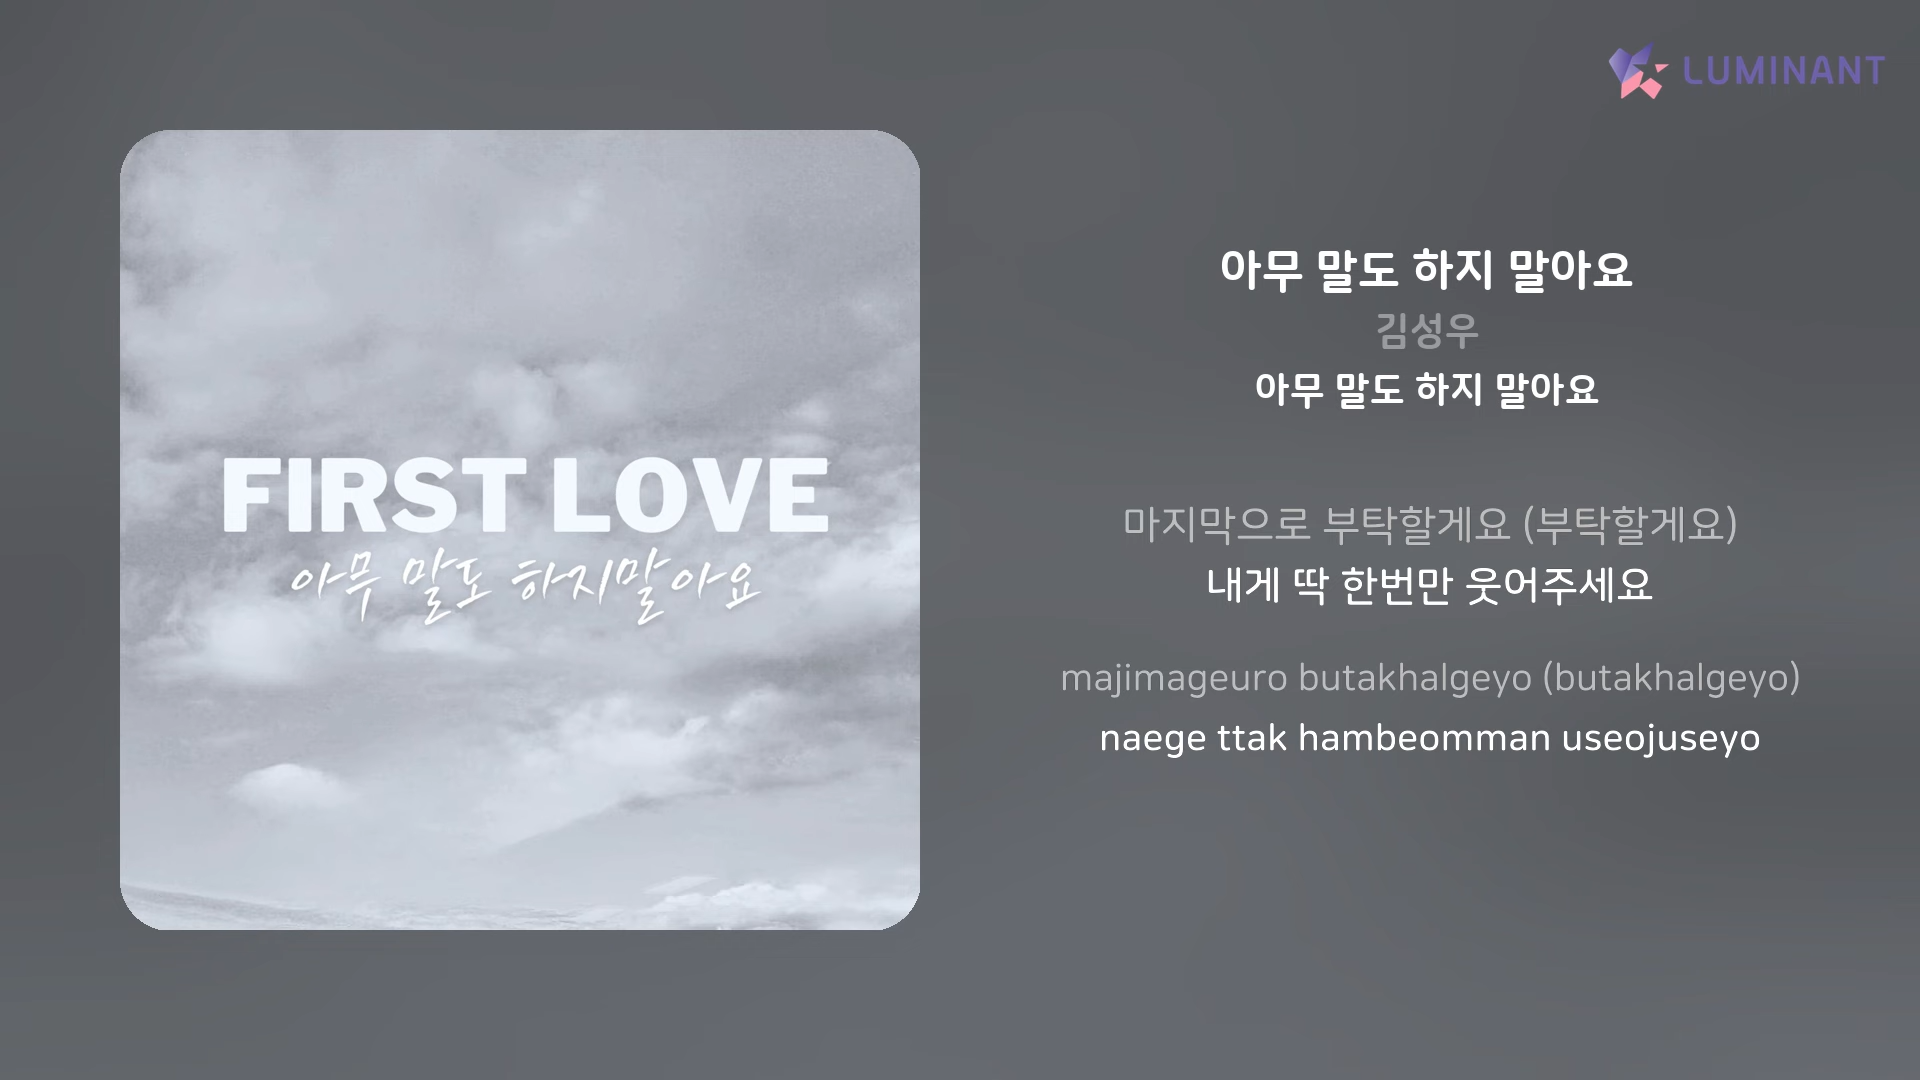 LUMINANT
FIRST LOVE
아무 말도 하지말아요
아무 말도 하지 말아요
김성우
아무 말도 하지 말아요
마지막으로 부탁할게요 (부탁할게요)
내게 딱 한번만 웃어주세요
majimageuro butakhalgeyo (butakhalgeyo)
naege ttak hambeomman useojuseyo